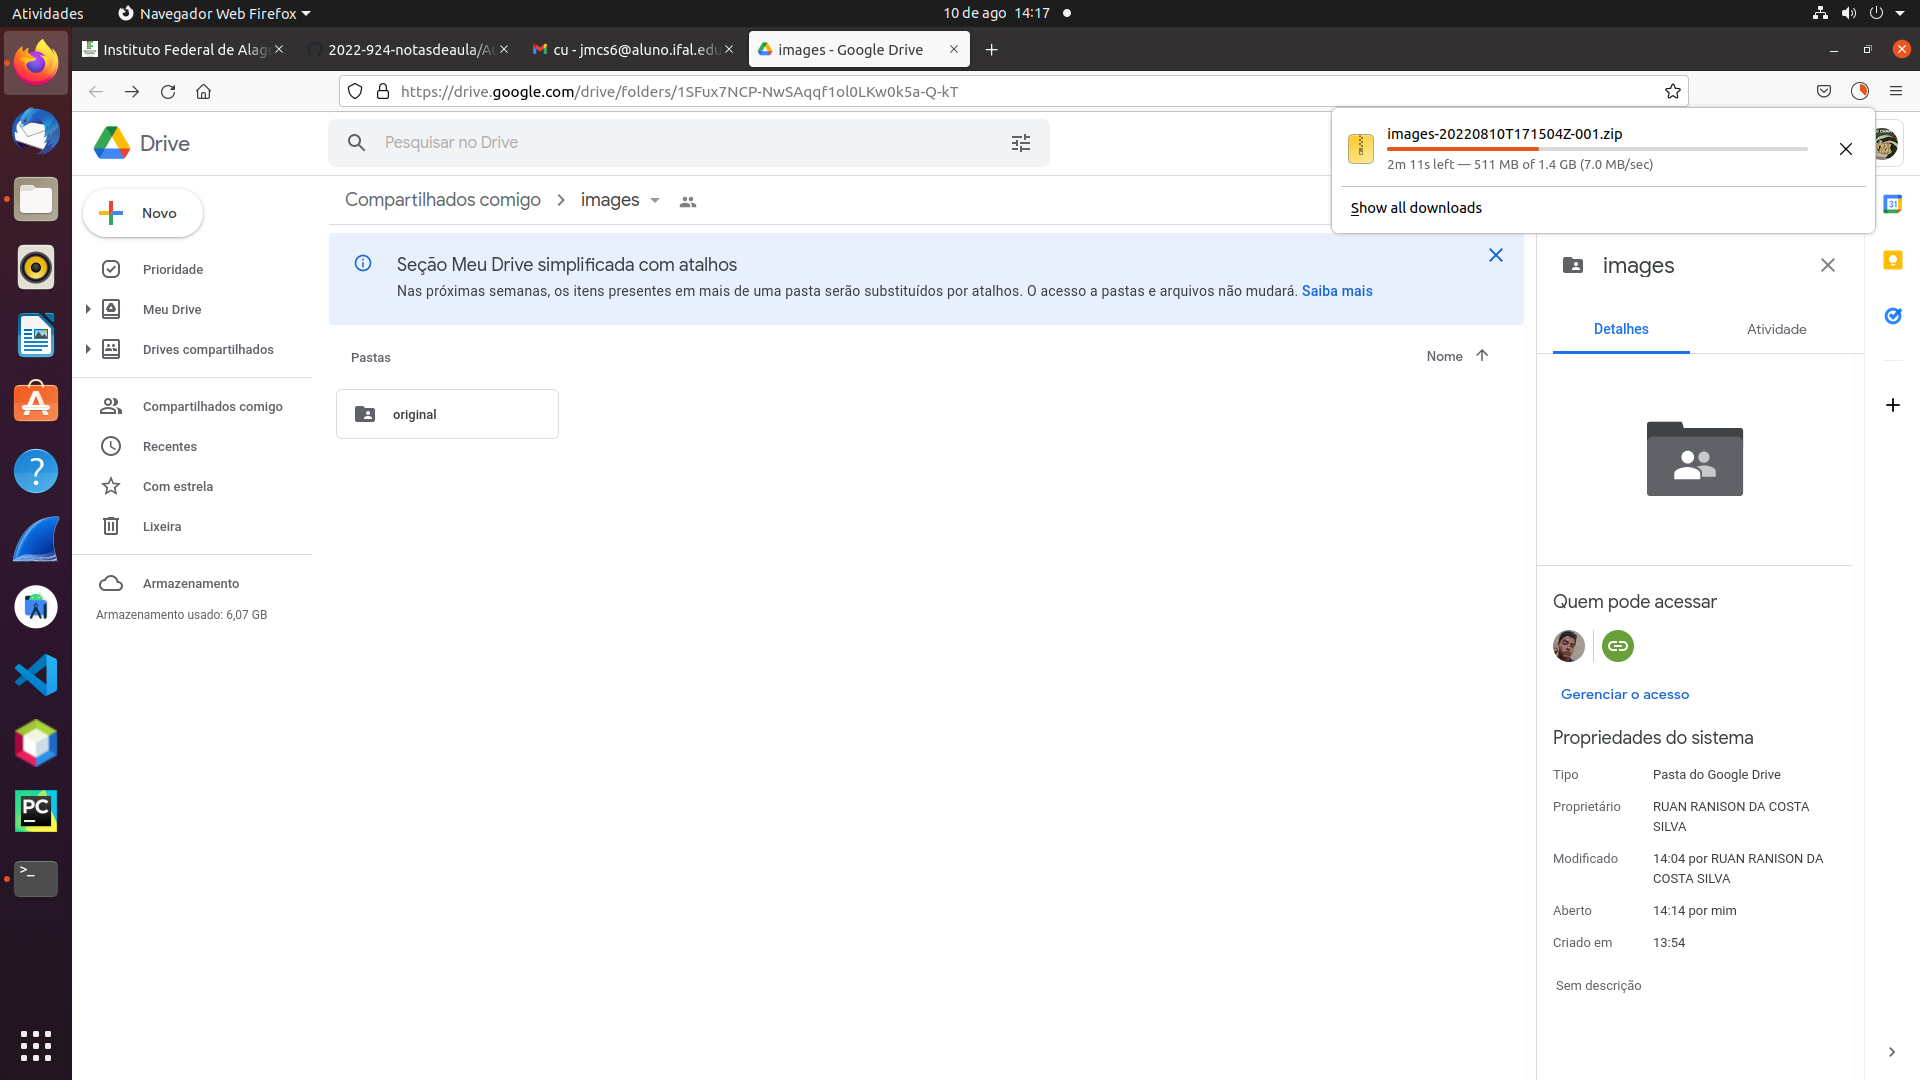 Atividades
Navegador Web Firefox
10 de ago 14:17
Instituto Federal de Alag
2022-924-notasdeaula/Au
cu - jmcs6@aluno.ifal.edu
images - Google Drive
https://drive.google.com/drive/folders/1SFux7NCP-NwSAqqf1ol0LKw0k5a-Q-kT
images-20220810T171504Z-001.zip
2m 11s left — 511 MB of 1.4 GB (7.0 MB/sec)
Show all downloads
Drive
Pesquisar no Drive
Novo
Prioridade
Meu Drive
Drives compartilhados
Compartilhados comigo
Recentes
Com estrela
Lixeira
Armazenamento
Armazenamento usado: 6,07 GB
Compartilhados comigo
images
Seção Meu Drive simplificada com atalhos
Nas próximas semanas, os itens presentes em mais de uma pasta serão substituídos por atalhos. O acesso a pastas e arquivos não mudará. Saiba mais
Pastas
Nome
original
images
Detalhes
Atividade
Quem pode acessar
Gerenciar o acesso
Propriedades do sistema
Tipo
Pasta do Google Drive
Proprietário
RUAN RANISON DA COSTA
SILVA
Modificado
14:04 por RUAN RANISON DA
COSTA SILVA
Aberto
14:14 por mim
Criado em
13:54
Sem descrição
31
PC
>_